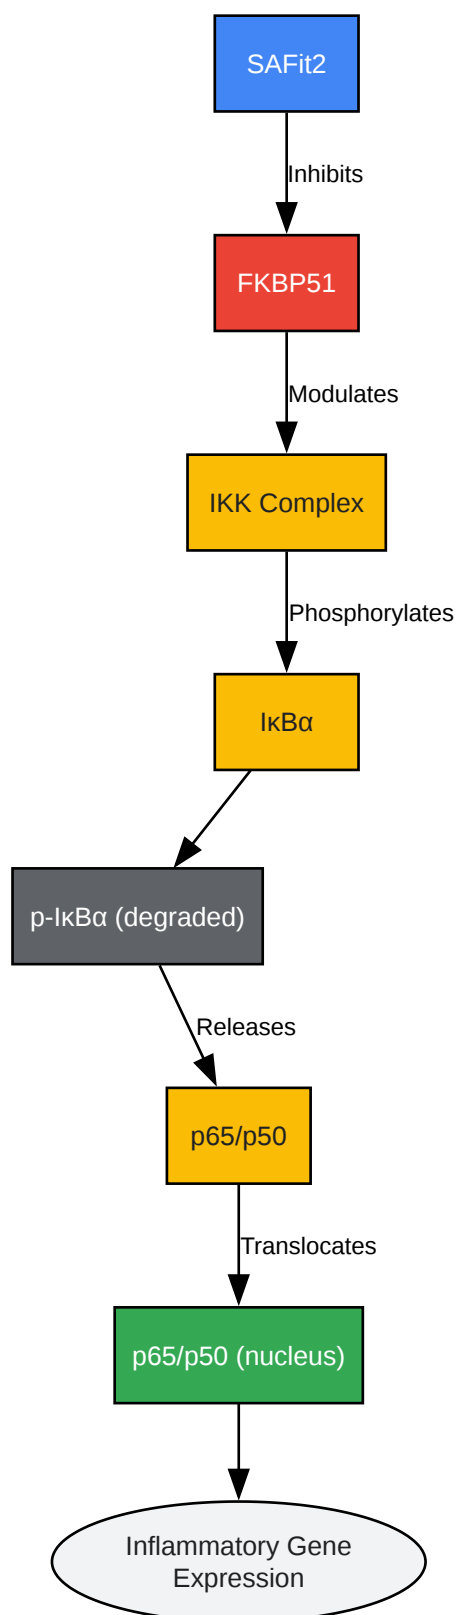 SAFit2
Inhibits
FKBP51
Modulates
IKK Complex
Phosphorylates
IκBα
p-IκBα (degraded)
Releases
p65/p50
Translocates
p65/p50 (nucleus)
Inflammatory Gene
Expression